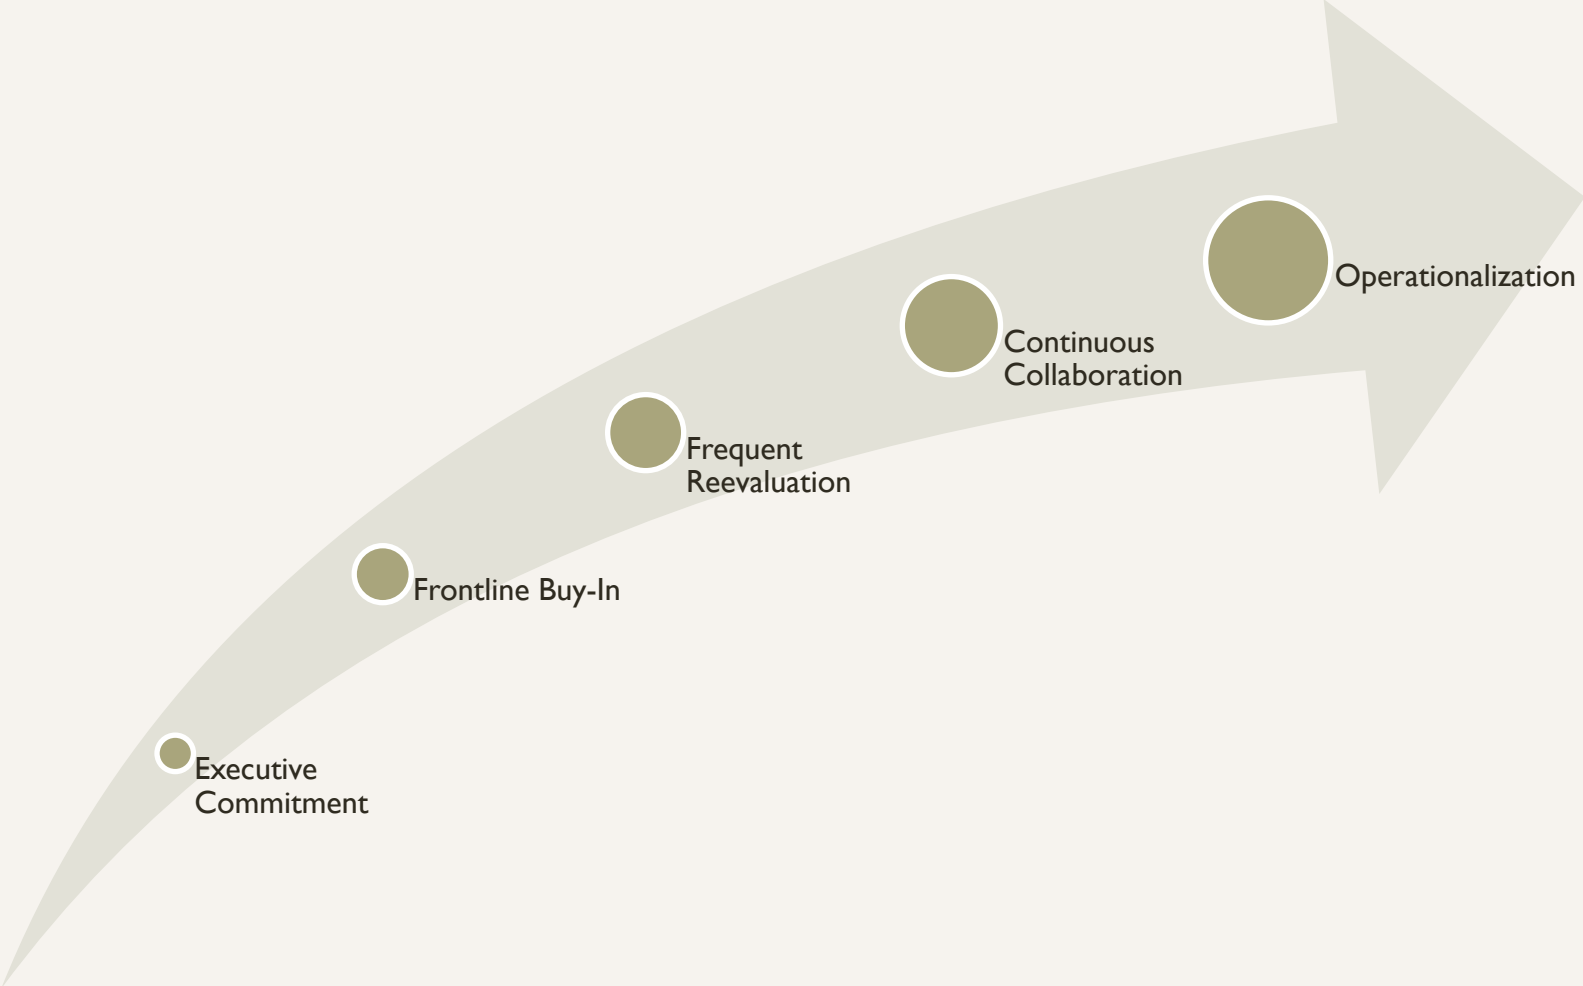 Operationalization
Continuous
Collaboration
Frequent
Reevaluation
Frontline Buy-In
Executive
Commitment